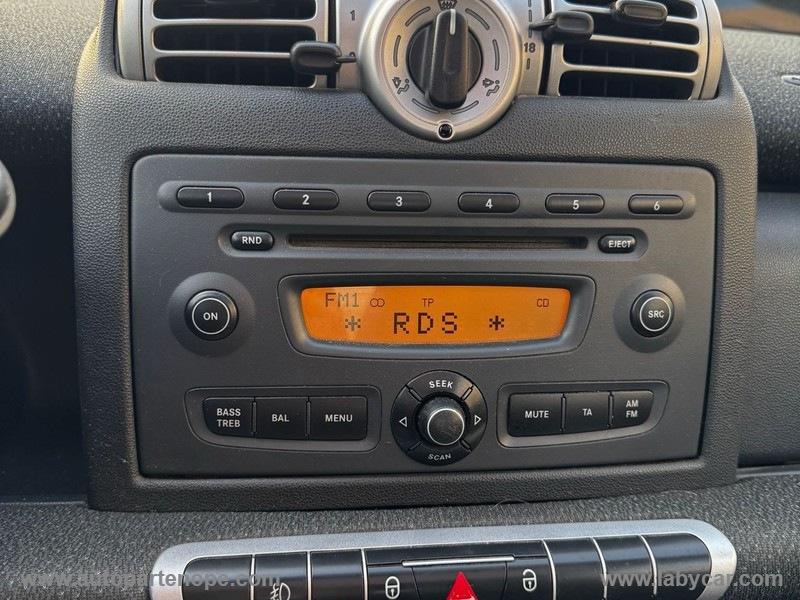 1
18
1 2 3 4 5 6
RND EJECT
FM1 TP CD
* RDS *
ON SRC
SEEK
BASS TREB BAL MENU MUTE TA AM FM
SCAN
www.autopartenope.com www.labycar.com